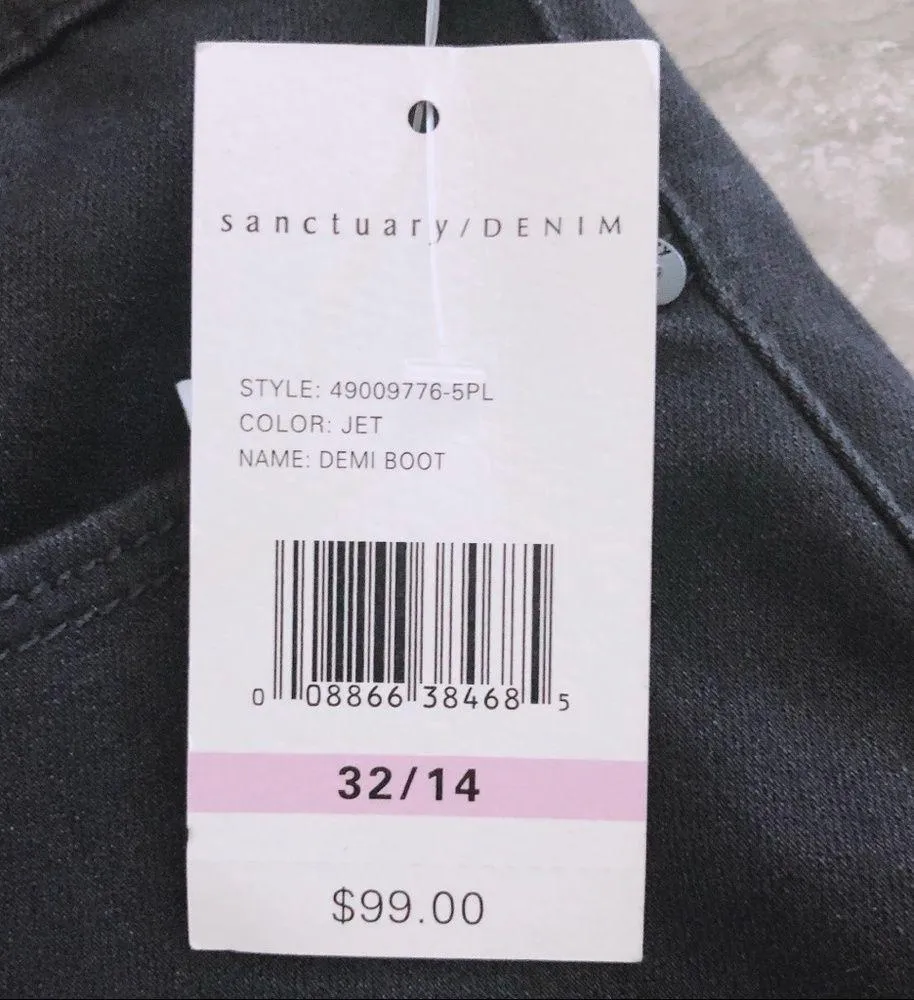 sanctuary/DENIM
STYLE: 49009776-5PL
COLOR: JET
NAME: DEMI BOOT
0 08866 38468 5
32/14
$99.00